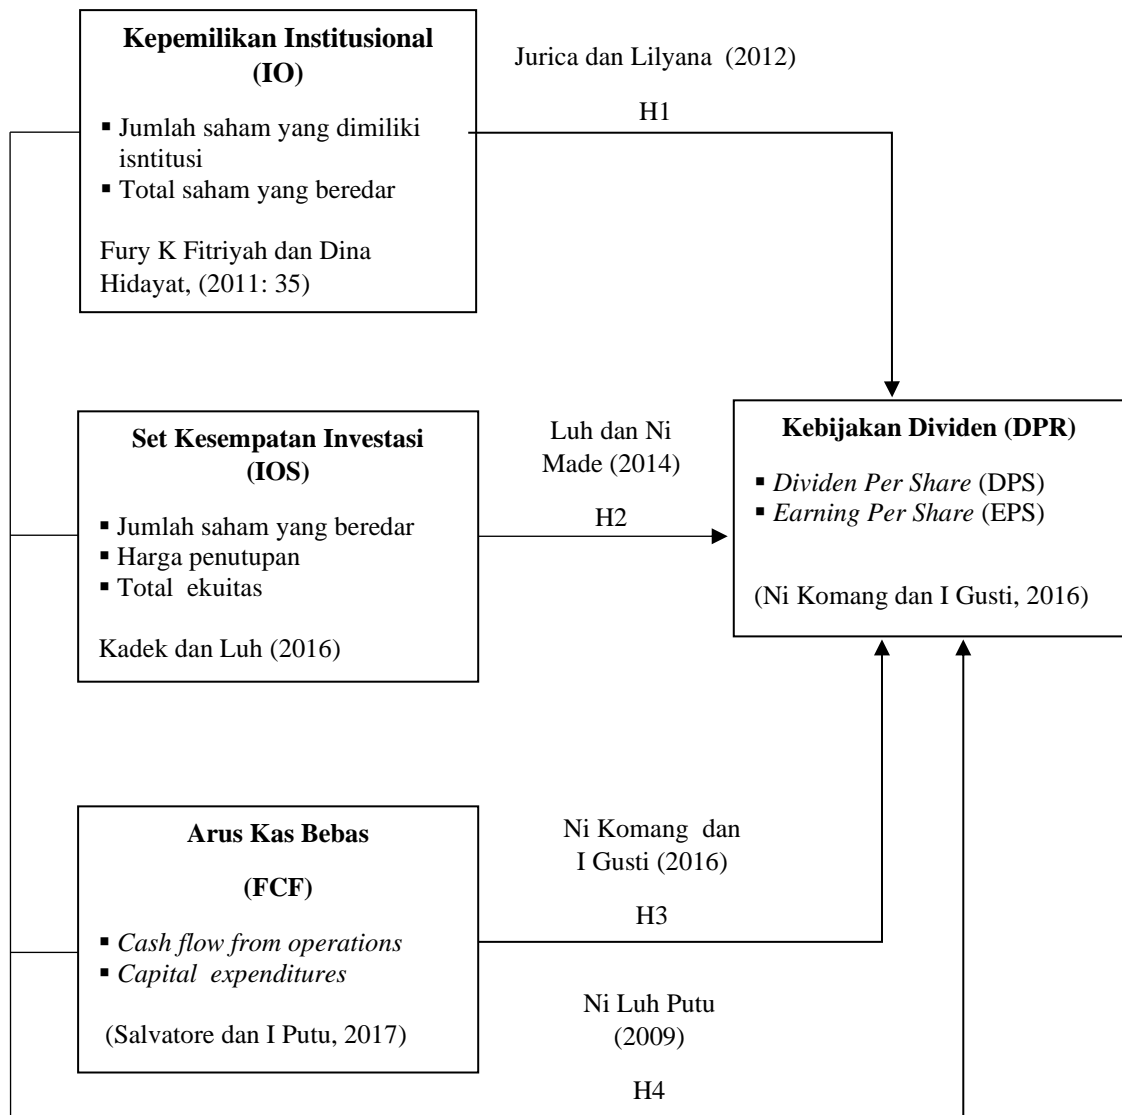 Kepemilikan Institusional
(IO)
▪ Jumlah saham yang dimiliki
isntitusi
▪ Total saham yang beredar
Fury K Fitriyah dan Dina
Hidayat, (2011: 35)
Jurica dan Lilyana (2012)
H1
Set Kesempatan Investasi
(IOS)
▪ Jumlah saham yang beredar
▪ Harga penutupan
▪ Total ekuitas
Kadek dan Luh (2016)
Luh dan Ni
Made (2014)
H2
Kebijakan Dividen (DPR)
▪ Dividen Per Share (DPS)
▪ Earning Per Share (EPS)
(Ni Komang dan I Gusti, 2016)
Arus Kas Bebas
(FCF)
▪ Cash flow from operations
▪ Capital expenditures
(Salvatore dan I Putu, 2017)
Ni Komang dan
I Gusti (2016)
H3
Ni Luh Putu
(2009)
H4